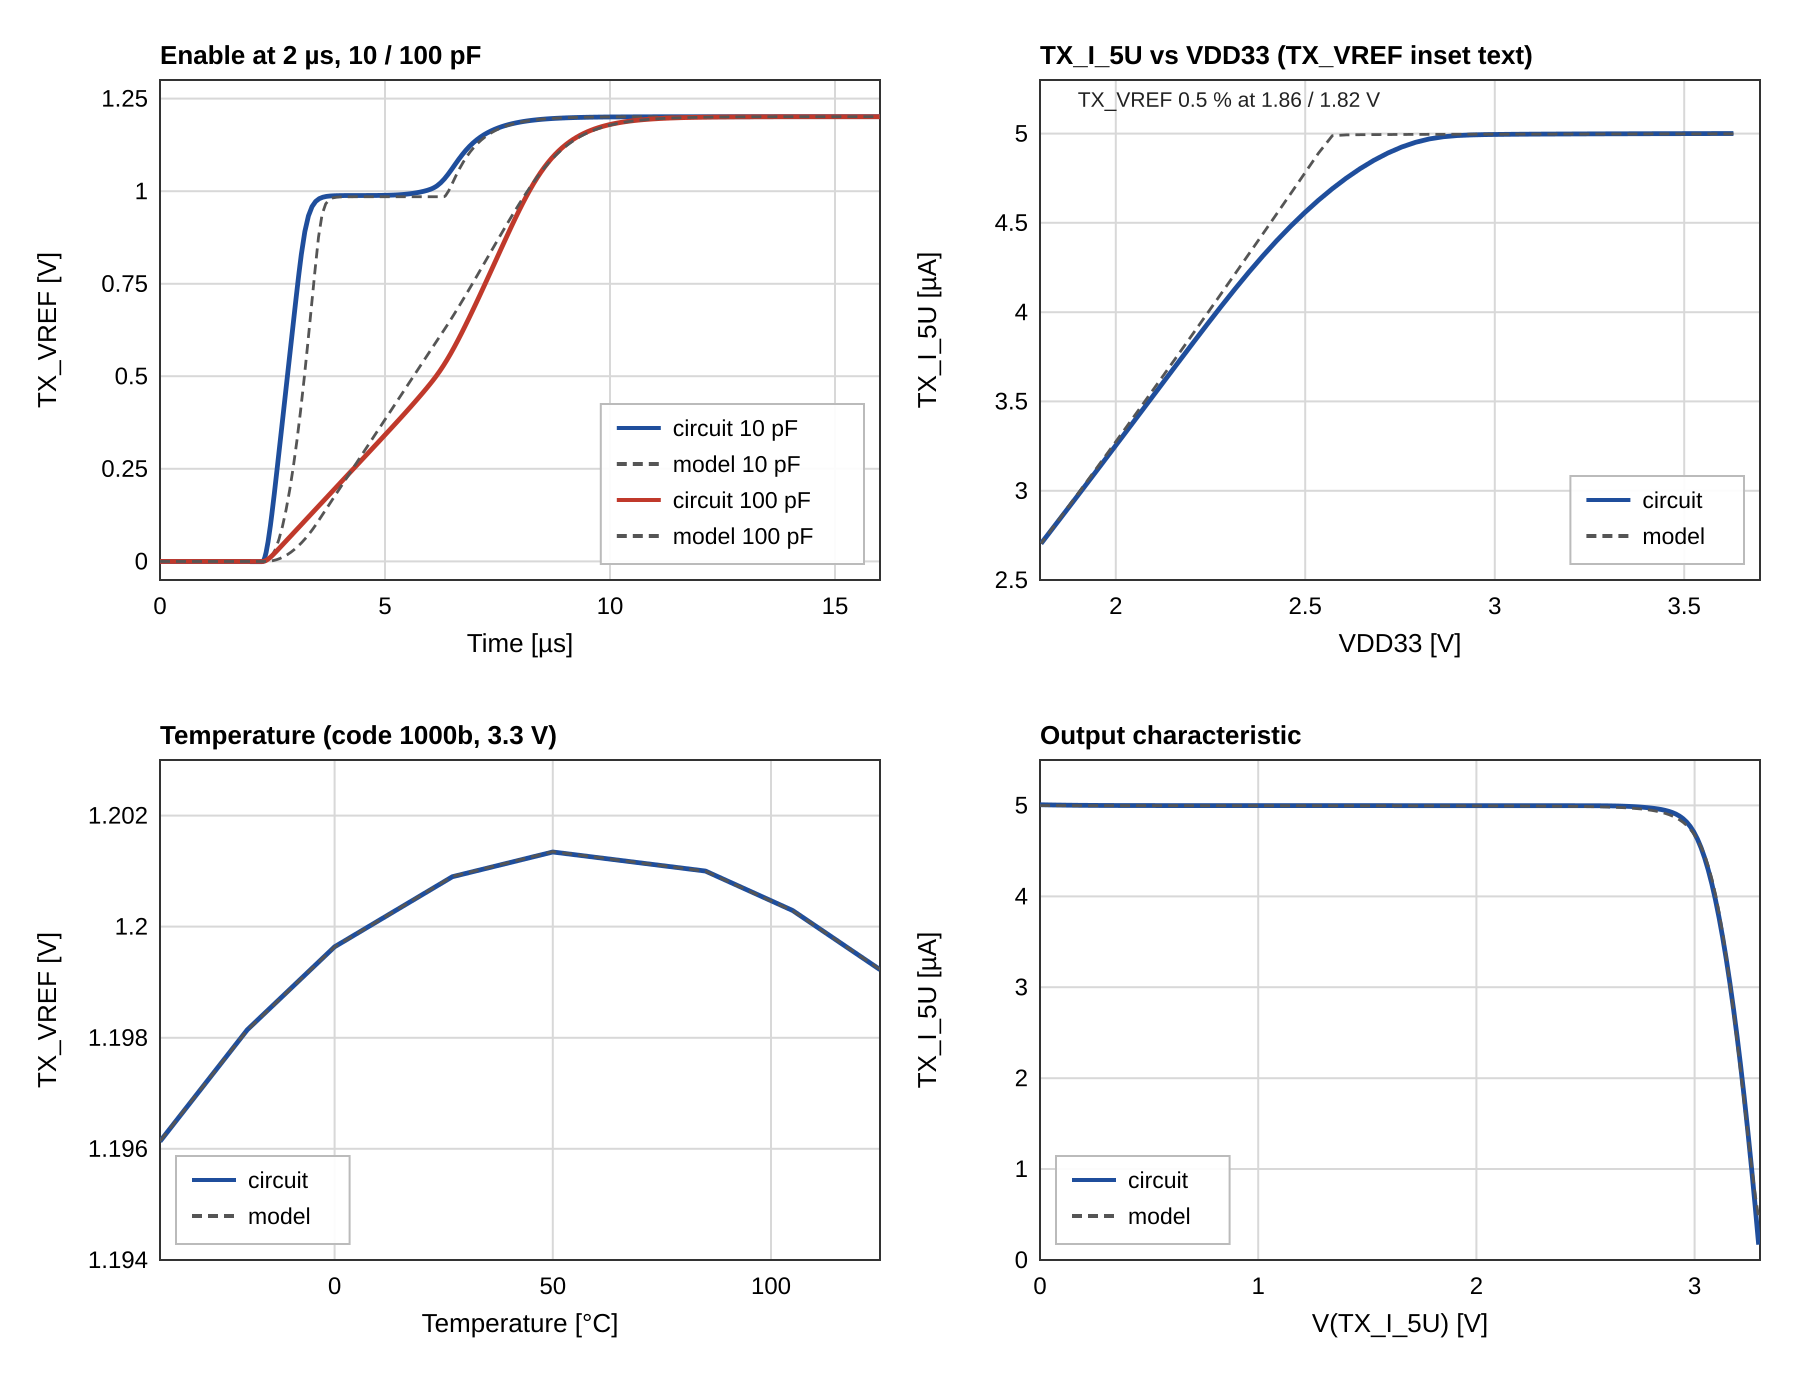 Enable at 2 µs, 10 / 100 pF
1.25
1
0.75
0.5
0.25
0
0 5 10 15
TX_VREF [V]
Time [µs]
circuit 10 pF
model 10 pF
circuit 100 pF
model 100 pF
TX_I_5U vs VDD33 (TX_VREF inset text)
TX_VREF 0.5 % at 1.86 / 1.82 V
5
4.5
4
3.5
3
2.5
2 2.5 3 3.5
TX_I_5U [µA]
VDD33 [V]
circuit
model
Temperature (code 1000b, 3.3 V)
1.202
1.2
1.198
1.196
1.194
0 50 100
TX_VREF [V]
Temperature [°C]
circuit
model
Output characteristic
5
4
3
2
1
0
0 1 2 3
TX_I_5U [µA]
V(TX_I_5U) [V]
circuit
model